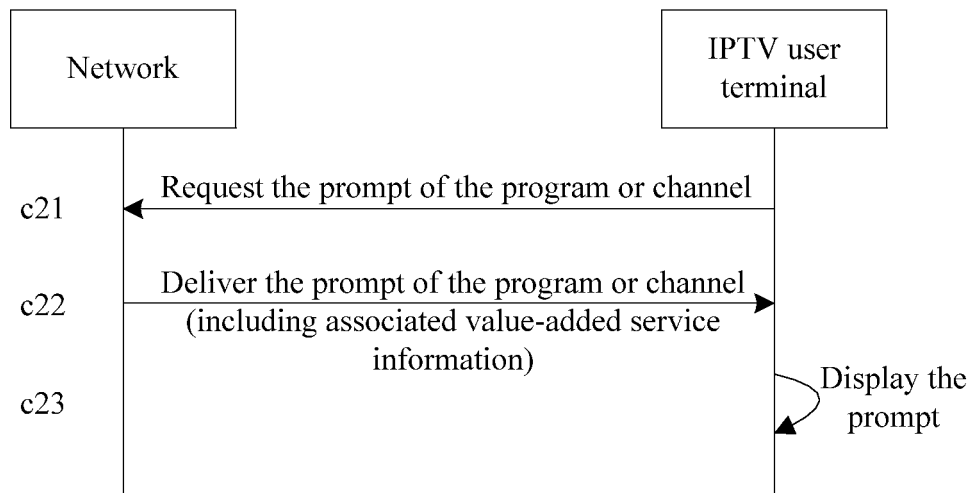 Network
IPTV user
terminal
c21
Request the prompt of the program or channel
c22
Deliver the prompt of the program or channel
(including associated value-added service
information)
c23
Display the
prompt